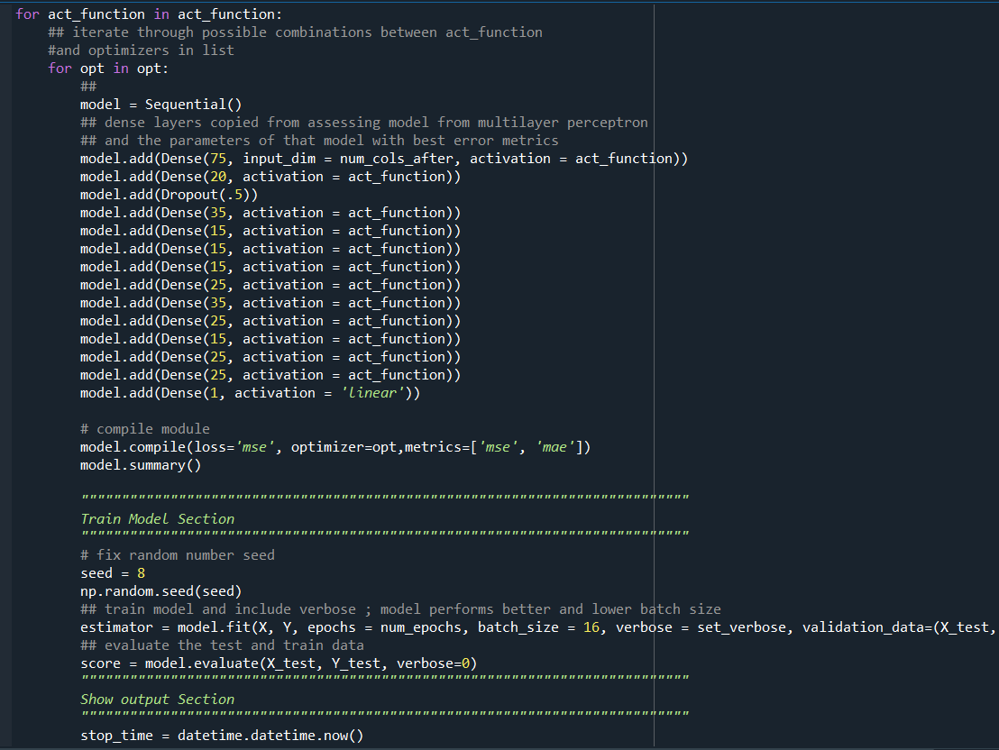 for act_function in act_function:
    ## iterate through possible combinations between act_function
    #and optimizers in list
    for opt in opt:
        ##
        model = Sequential()
        ## dense layers copied from assessing model from multilayer perceptron
        ## and the parameters of that model with best error metrics
        model.add(Dense(75, input_dim = num_cols_after, activation = act_function))
        model.add(Dense(20, activation = act_function))
        model.add(Dropout(.5))
        model.add(Dense(35, activation = act_function))
        model.add(Dense(15, activation = act_function))
        model.add(Dense(15, activation = act_function))
        model.add(Dense(15, activation = act_function))
        model.add(Dense(25, activation = act_function))
        model.add(Dense(35, activation = act_function))
        model.add(Dense(25, activation = act_function))
        model.add(Dense(15, activation = act_function))
        model.add(Dense(25, activation = act_function))
        model.add(Dense(25, activation = act_function))
        model.add(Dense(1, activation = 'linear'))
        # compile module
        model.compile(loss='mse', optimizer=opt,metrics=['mse', 'mae'])
        model.summary()
        """""""""""""""""""""""""""""""""""""""""""""""""""""""""""""""""""""""""""
        Train Model Section
        """""""""""""""""""""""""""""""""""""""""""""""""""""""""""""""""""""""""""
        # fix random number seed
        seed = 8
        np.random.seed(seed)
        ## train model and include verbose ; model performs better and lower batch size
        estimator = model.fit(X, Y, epochs = num_epochs, batch_size = 16, verbose = set_verbose, validation_data=(X_test,
        ## evaluate the test and train data
        score = model.evaluate(X_test, Y_test, verbose=0)
        """""""""""""""""""""""""""""""""""""""""""""""""""""""""""""""""""""""""""
        Show output Section
        """""""""""""""""""""""""""""""""""""""""""""""""""""""""""""""""""""""""""
        stop_time = datetime.datetime.now()